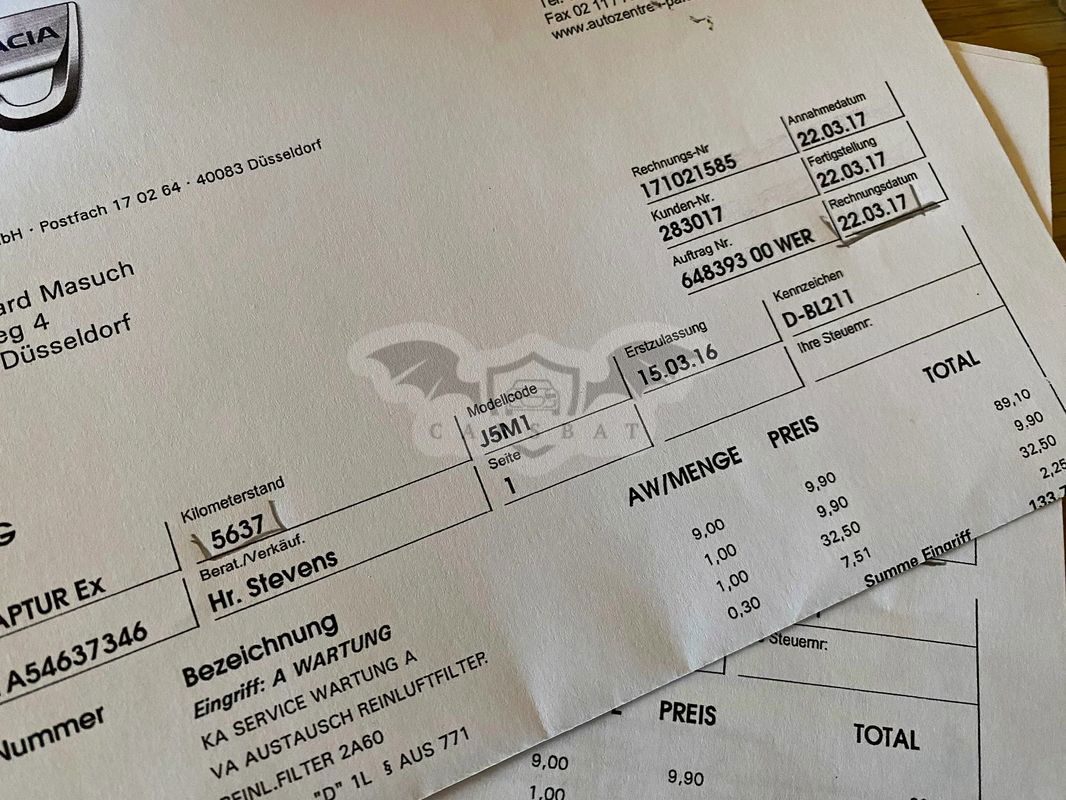 ACIA
Fax 02 11 /
www.autozentre
bH · Postfach 17 02 64 · 40083 Düsseldorf
ard Masuch
eg 4
Düsseldorf
Rechnungs-Nr
171021585
Annahmedatum
22.03.17
Kunden-Nr.
283017
Fertigstellung
22.03.17
Auftrag Nr.
648393 00 WER
Rechnungsdatum
22.03.17
Kilometerstand
5637
Modellcode
J5M1
Erstzulassung
15.03.16
Kennzeichen
D-BL211
Berat./Verkäuf.
Hr. Stevens
Seite
1
Ihre Steuernr.
G
APTUR Ex
A54637346
Nummer
Bezeichnung
AW/MENGE PREIS TOTAL
Eingriff: A WARTUNG
KA SERVICE WARTUNG A 9,00 9,90 89,10
VA AUSTAUSCH REINLUFTFILTER. 1,00 9,90 9,90
REINL.FILTER 2A60 1,00 32,50 32,50
"D" 1L § AUS 771 0,30 7,51 2,25
Summe Eingriff 133,7
CARSBAT
Steuernr.
E PREIS TOTAL
9,00 9,90
1,00